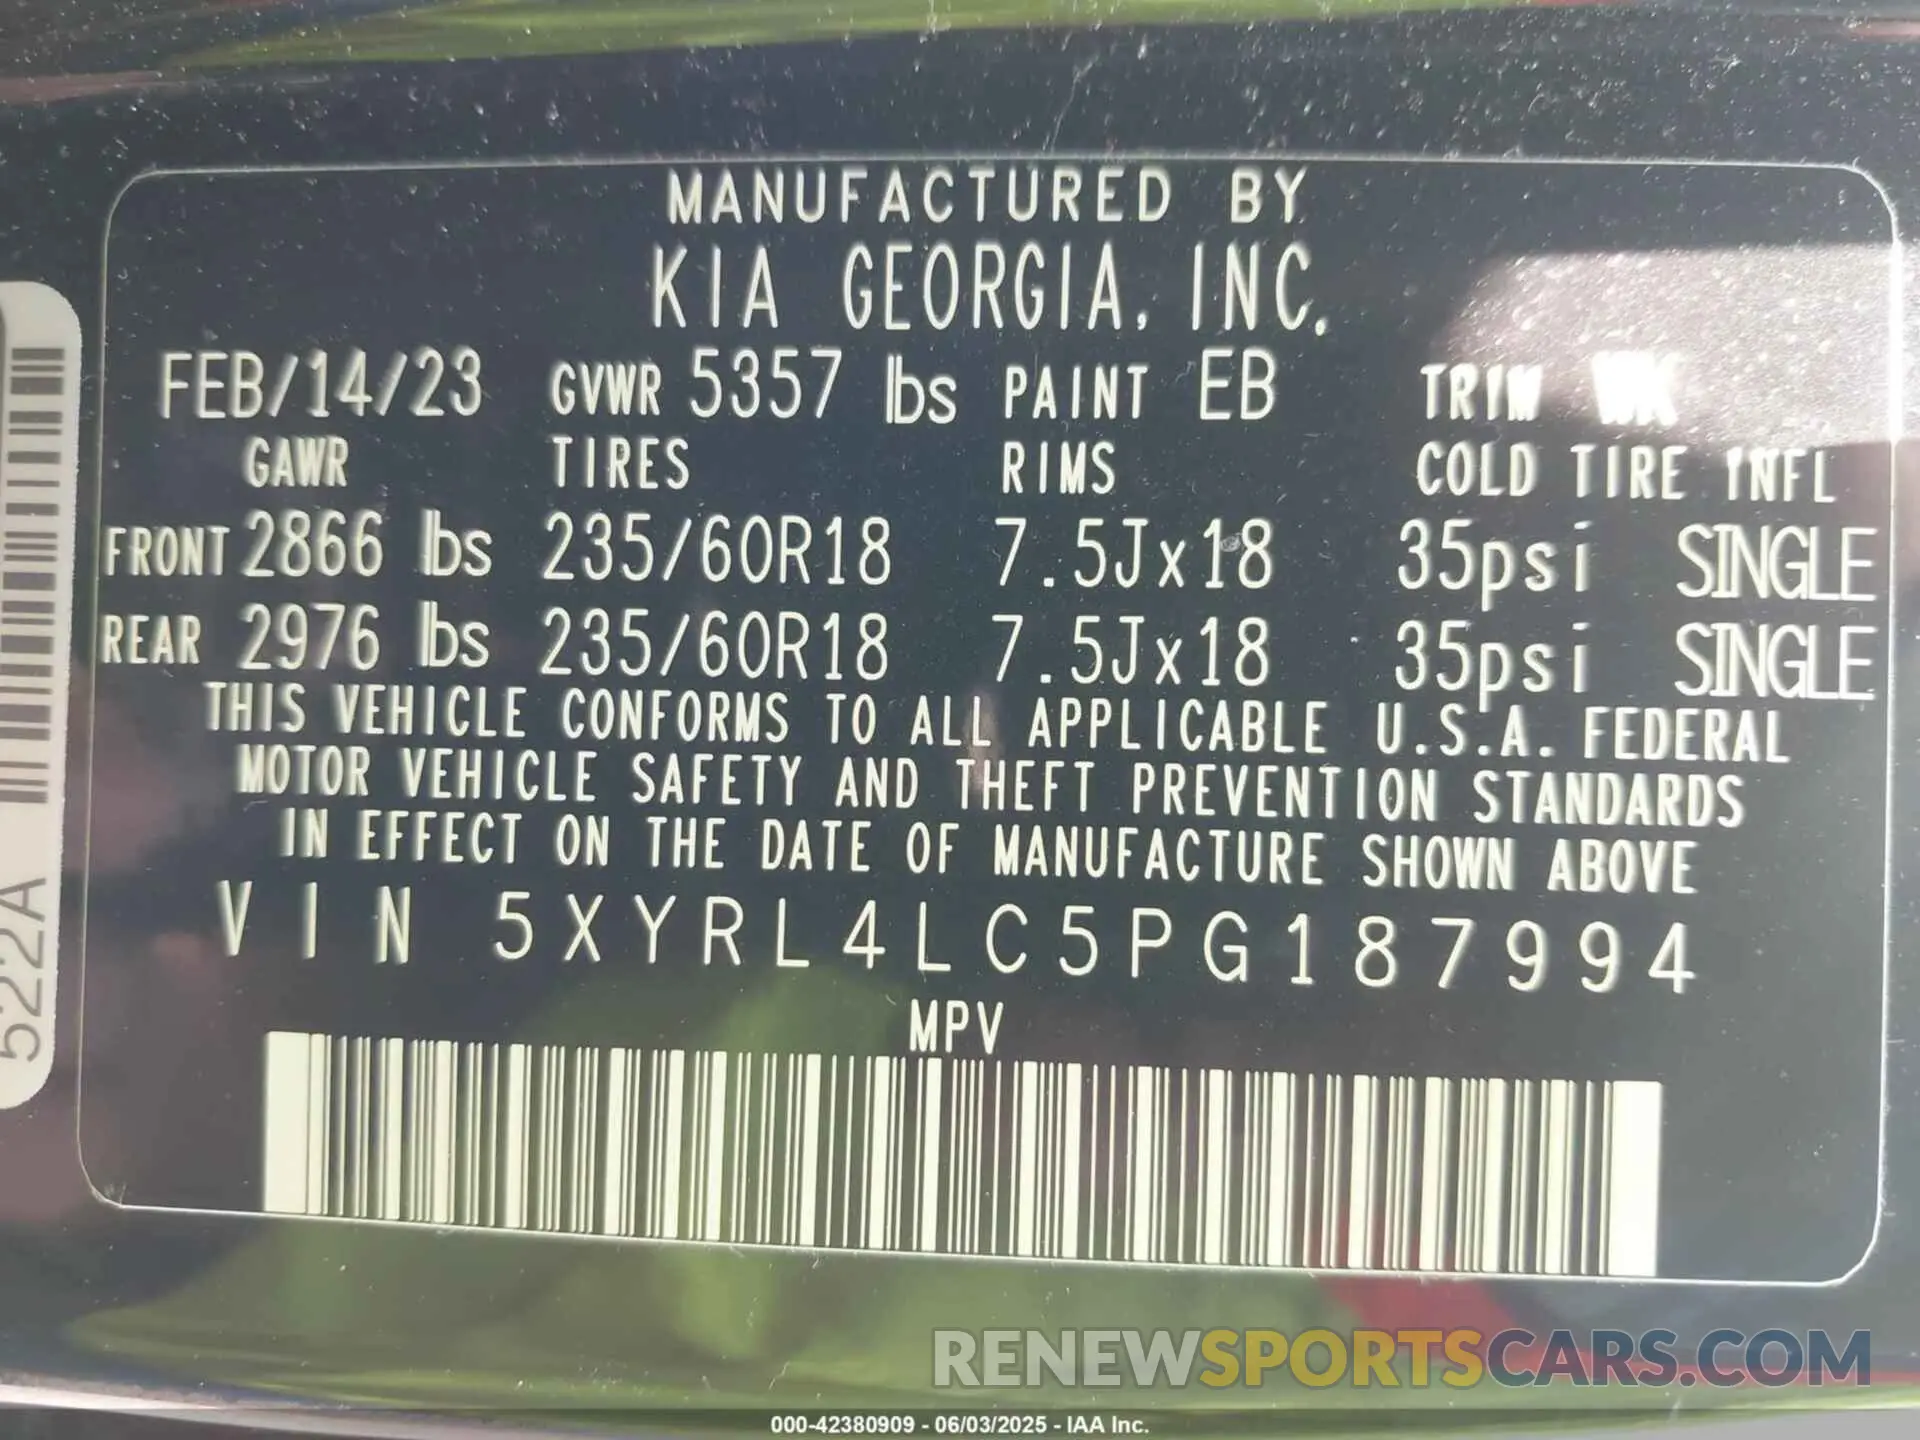 MANUFACTURED BY
KIA GEORGIA, INC.
FEB/14/23 GVWR 5357 lbs PAINT EB TRIM WK
GAWR TIRES RIMS COLD TIRE INFL
FRONT 2866 lbs 235/60R18 7.5Jx18 35psi SINGLE
REAR 2976 lbs 235/60R18 7.5Jx18 35psi SINGLE
THIS VEHICLE CONFORMS TO ALL APPLICABLE U.S.A. FEDERAL
MOTOR VEHICLE SAFETY AND THEFT PREVENTION STANDARDS
IN EFFECT ON THE DATE OF MANUFACTURE SHOWN ABOVE
VIN 5XYRL4LC5PG187994
MPV
522A
RENEWSPORTSCARS.COM
000-42380909 - 06/03/2025 - IAA Inc.